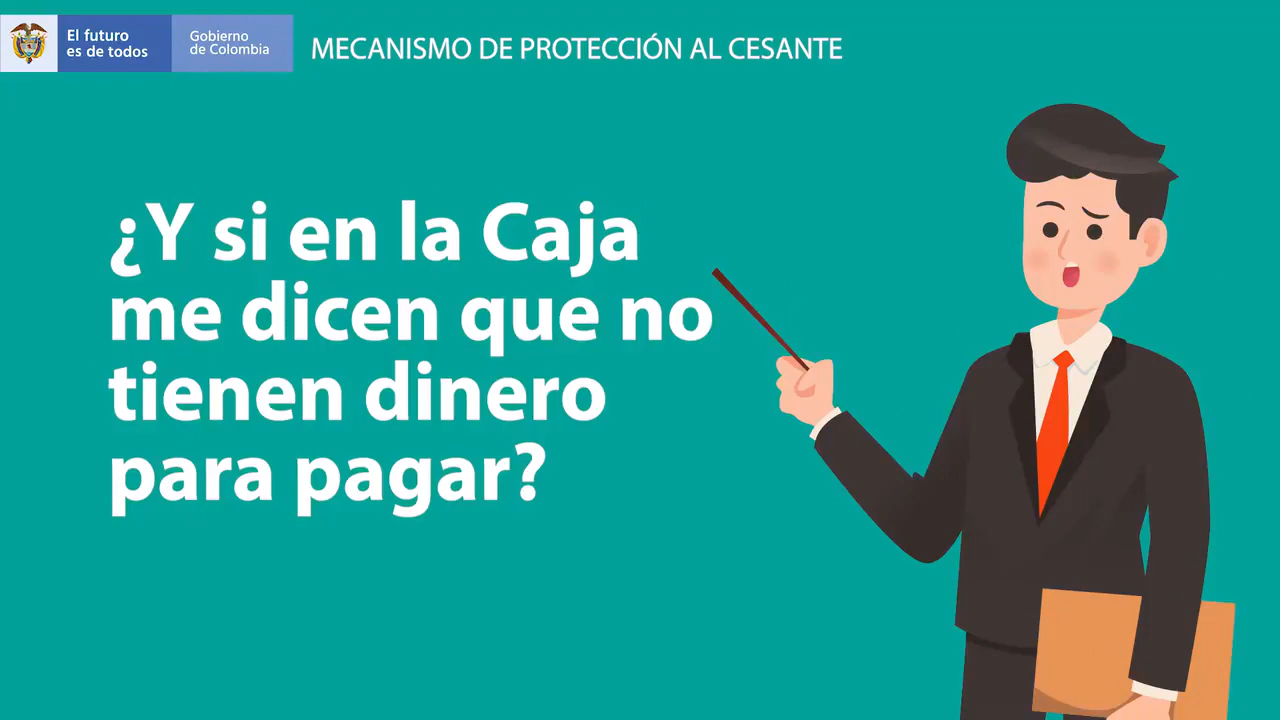 El futuro
es de todos
Gobierno
de Colombia
MECANISMO DE PROTECCIÓN AL CESANTE
¿Y si en la Caja
me dicen que no
tienen dinero
para pagar?